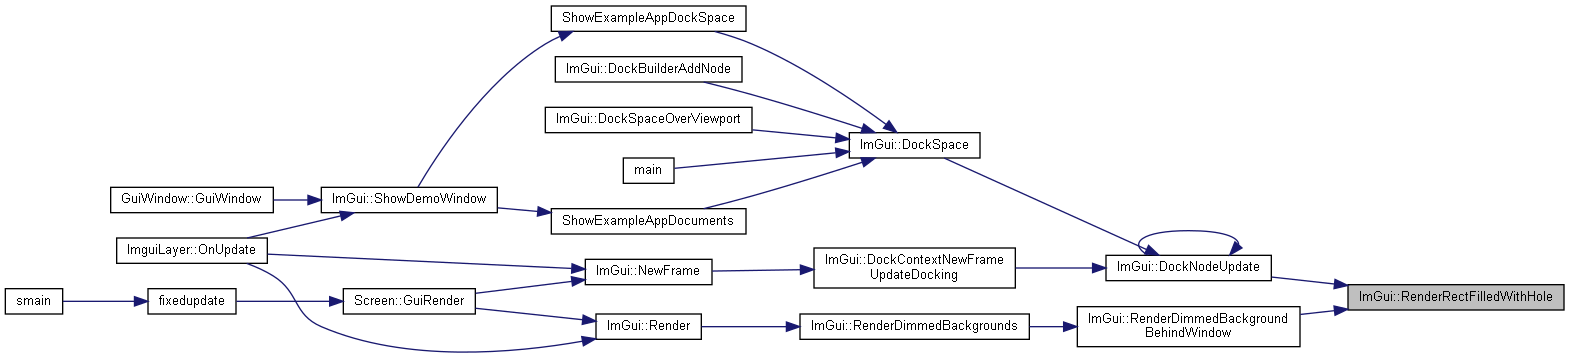 ShowExampleAppDockSpace
ImGui::DockBuilderAddNode
ImGui::DockSpaceOverViewport
ImGui::DockSpace
main
GuiWindow::GuiWindow
ImGui::ShowDemoWindow
ShowExampleAppDocuments
ImguiLayer::OnUpdate
ImGui::NewFrame
ImGui::DockContextNewFrame
UpdateDocking
ImGui::DockNodeUpdate
smain
fixedupdate
Screen::GuiRender
ImGui::RenderRectFilledWithHole
ImGui::Render
ImGui::RenderDimmedBackgrounds
ImGui::RenderDimmedBackground
BehindWindow